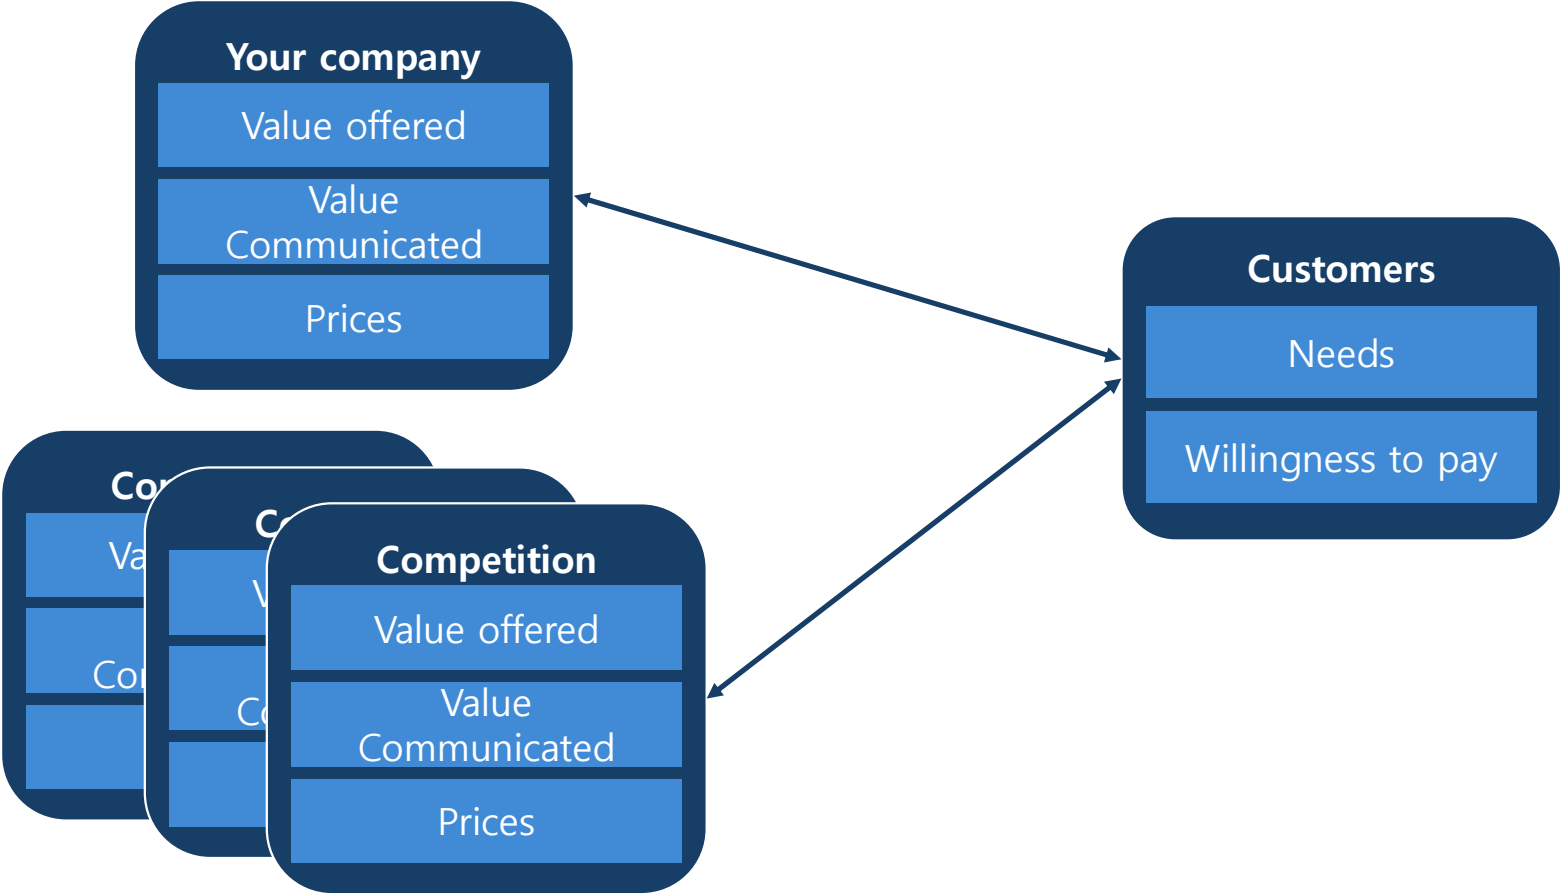 Your company
Value offered
Value
Communicated
Prices
Customers
Needs
Willingness to pay
Competition
Value offered
Value
Communicated
Prices